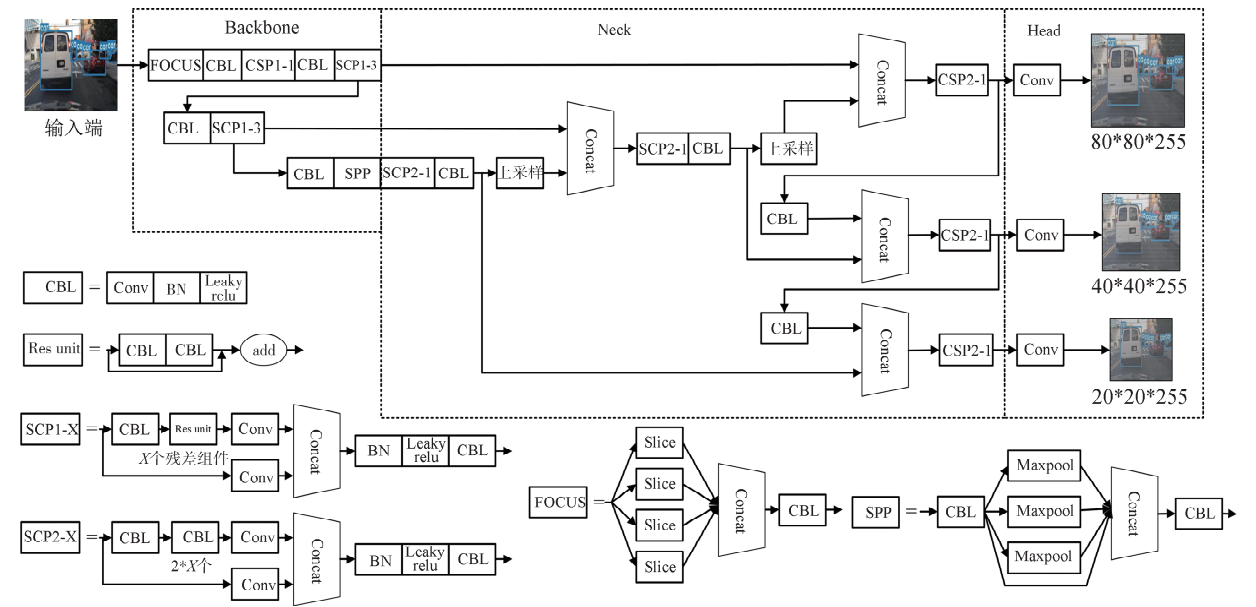 Backbone
Neck
Head
FOCUS CBL CSP1-1 CBL SCP1-3
输入端
CBL SCP1-3
CBL SPP SCP2-1 CBL
上采样
Concat
SCP2-1 CBL
上采样
Concat
CSP2-1
Conv
80*80*255
CBL
Concat
CSP2-1
Conv
40*40*255
CBL
Concat
CSP2-1
Conv
20*20*255
CBL = Conv BN Leaky
relu
Res unit = CBL CBL add
SCP1-X = CBL Res unit Conv
X个残差组件
Conv
Concat
BN Leaky
relu CBL
SCP2-X = CBL CBL Conv
2*X个
Conv
Concat
BN Leaky
relu CBL
FOCUS =
Slice
Slice
Slice
Slice
Concat
CBL
SPP = CBL
Maxpool
Maxpool
Maxpool
Concat
CBL